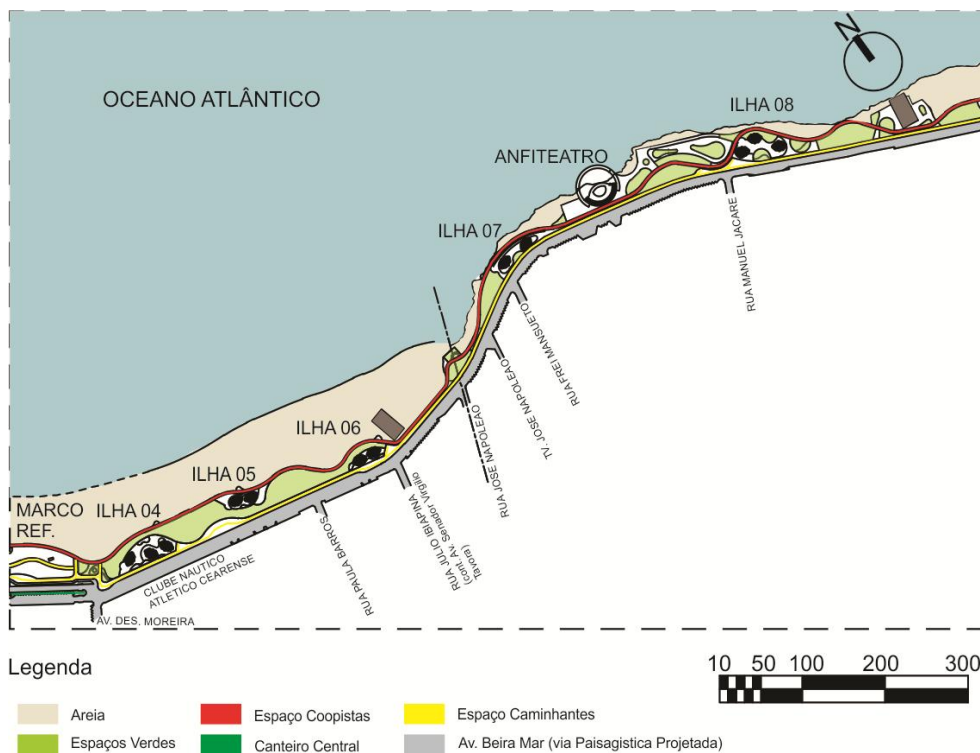 N
OCEANO ATLÂNTICO
ILHA 08
ANFITEATRO
ILHA 07
RUA MANUEL JACARE
RUA FREI MANSUETO
TV. JOSE NAPOLEAO
RUA JOSE NAPOLEAO
ILHA 06
ILHA 05
MARCO
REF.
ILHA 04
RUA JULIO IBIAPINA
(cont. Av. Senador Virgilio
Tavora)
RUA PAULA BARROS
CLUBE NAUTICO
ATLETICO CEARENSE
AV. DES. MOREIRA
Legenda
10 50 100 200 300
Areia
Espaço Coopistas
Espaço Caminhantes
Espaços Verdes
Canteiro Central
Av. Beira Mar (via Paisagistica Projetada)